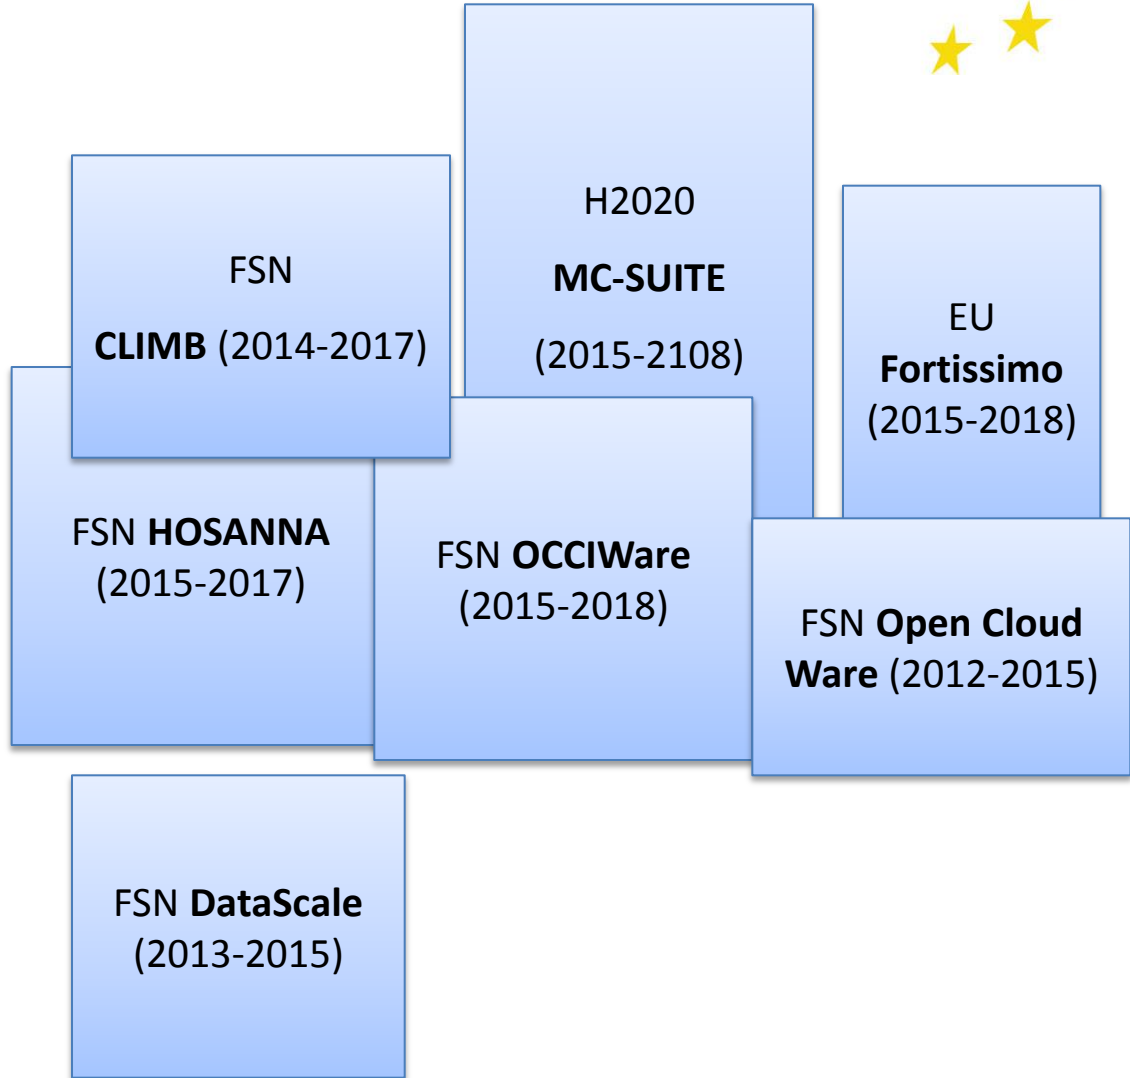 H2020
MC-SUITE
(2015-2108)
FSN
CLIMB (2014-2017)
EU
Fortissimo
(2015-2018)
FSN HOSANNA
(2015-2017)
FSN OCCIWare
(2015-2018)
FSN Open Cloud
Ware (2012-2015)
FSN DataScale
(2013-2015)